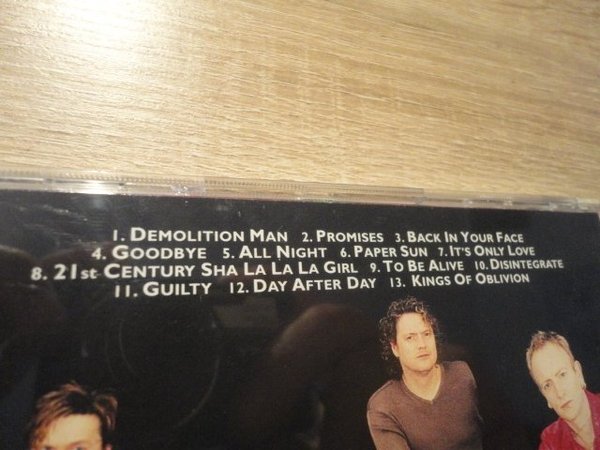 1. DEMOLITION MAN 2. PROMISES 3. BACK IN YOUR FACE
4. GOODBYE 5. ALL NIGHT 6. PAPER SUN 7. IT'S ONLY LOVE
8. 21st CENTURY SHA LA LA LA GIRL 9. TO BE ALIVE 10. DISINTEGRATE
11. GUILTY 12. DAY AFTER DAY 13. KINGS OF OBLIVION